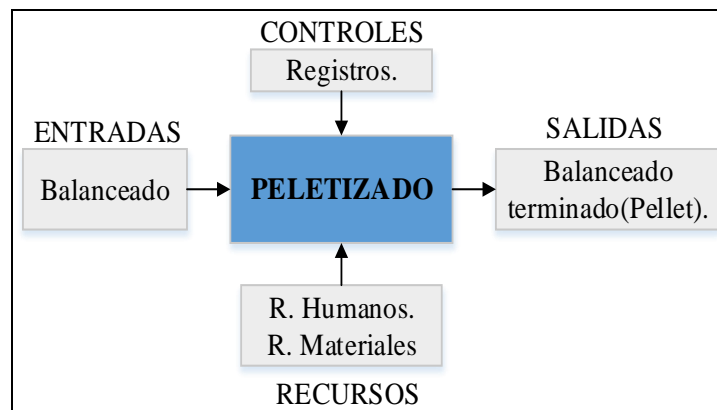 CONTROLES
Registros.
ENTRADAS
Balanceado
PELETIZADO
SALIDAS
Balanceado
terminado(Pellet).
R. Humanos.
R. Materiales
RECURSOS